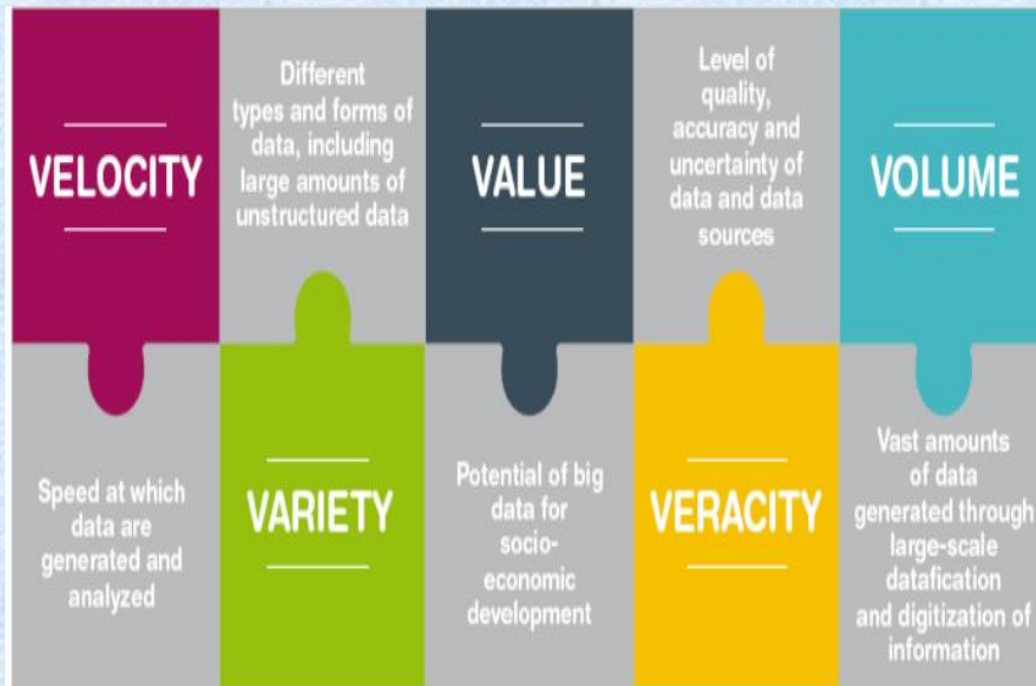 VELOCITY
Speed at which
data are
generated and
analyzed
Different
types and forms of
data, including
large amounts of
unstructured data
VARIETY
VALUE
Potential of big
data for
socio-
economic
development
Level of
quality,
accuracy and
uncertainty of
data and data
sources
VERACITY
VOLUME
Vast amounts
of data
generated through
large-scale
datafication
and digitization of
information